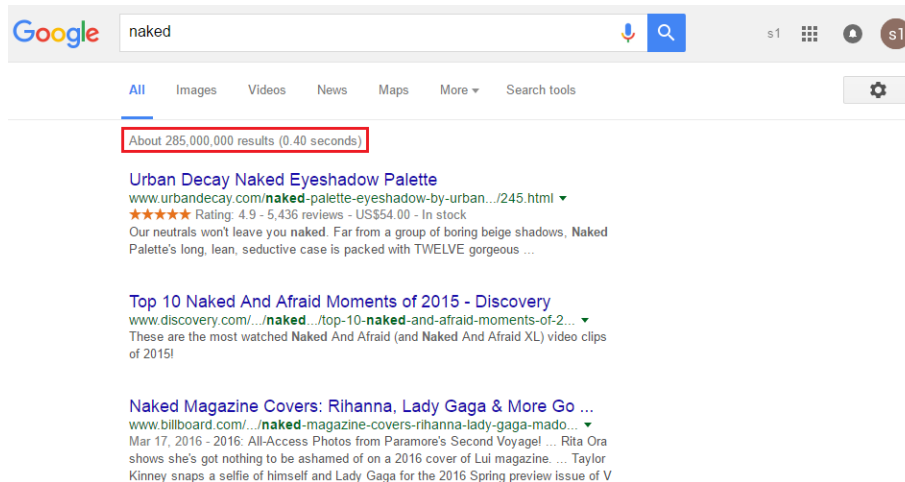 Google naked s1 s1
All Images Videos News Maps More Search tools
About 285,000,000 results (0.40 seconds)
Urban Decay Naked Eyeshadow Palette
www.urbandecay.com/naked-palette-eyeshadow-by-urban.../245.html
Rating: 4.9 - 5,436 reviews - US$54.00 - In stock
Our neutrals won't leave you naked. Far from a group of boring beige shadows, Naked
Palette's long, lean, seductive case is packed with TWELVE gorgeous ...
Top 10 Naked And Afraid Moments of 2015 - Discovery
www.discovery.com/.../naked.../top-10-naked-and-afraid-moments-of-2...
These are the most watched Naked And Afraid (and Naked And Afraid XL) video clips
of 2015!
Naked Magazine Covers: Rihanna, Lady Gaga & More Go ...
www.billboard.com/.../naked-magazine-covers-rihanna-lady-gaga-mado...
Mar 17, 2016 - 2016: All-Access Photos from Paramore's Second Voyage! ... Rita Ora
shows she's got nothing to be ashamed of on a 2016 cover of Lui magazine. ... Taylor
Kinney snaps a selfie of himself and Lady Gaga for the 2016 Spring preview issue of V